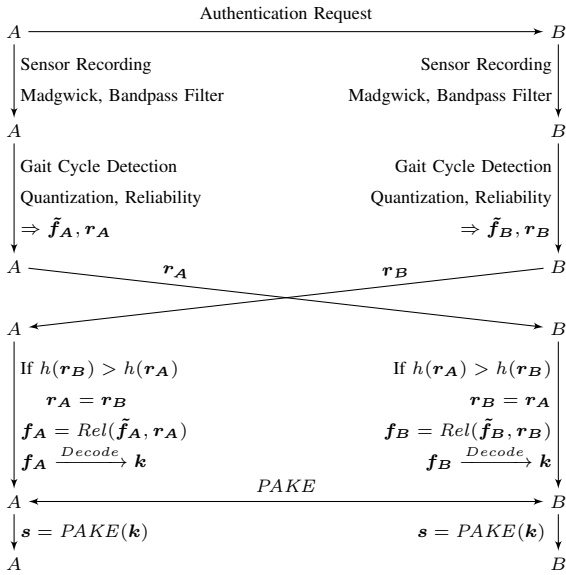 Authentication Request
A B
Sensor Recording Sensor Recording
Madgwick, Bandpass Filter Madgwick, Bandpass Filter
A B
Gait Cycle Detection Gait Cycle Detection
Quantization, Reliability Quantization, Reliability
⇒ f̃_A, r_A ⇒ f̃_B, r_B
A r_A r_B B
A B
If h(r_B) > h(r_A) If h(r_A) > h(r_B)
r_A = r_B r_B = r_A
f_A = Rel(f̃_A, r_A) f_B = Rel(f̃_B, r_B)
f_A Decode → k f_B Decode → k
A PAKE B
s = PAKE(k) s = PAKE(k)
A B